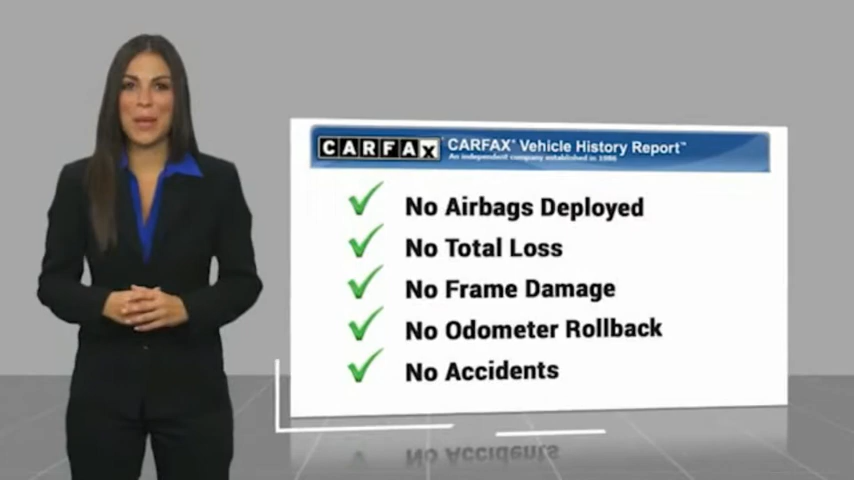 CARFAX CARFAX® Vehicle History Report™
An independent company established in 1986
No Airbags Deployed
No Total Loss
No Frame Damage
No Odometer Rollback
No Accidents
No Accidents